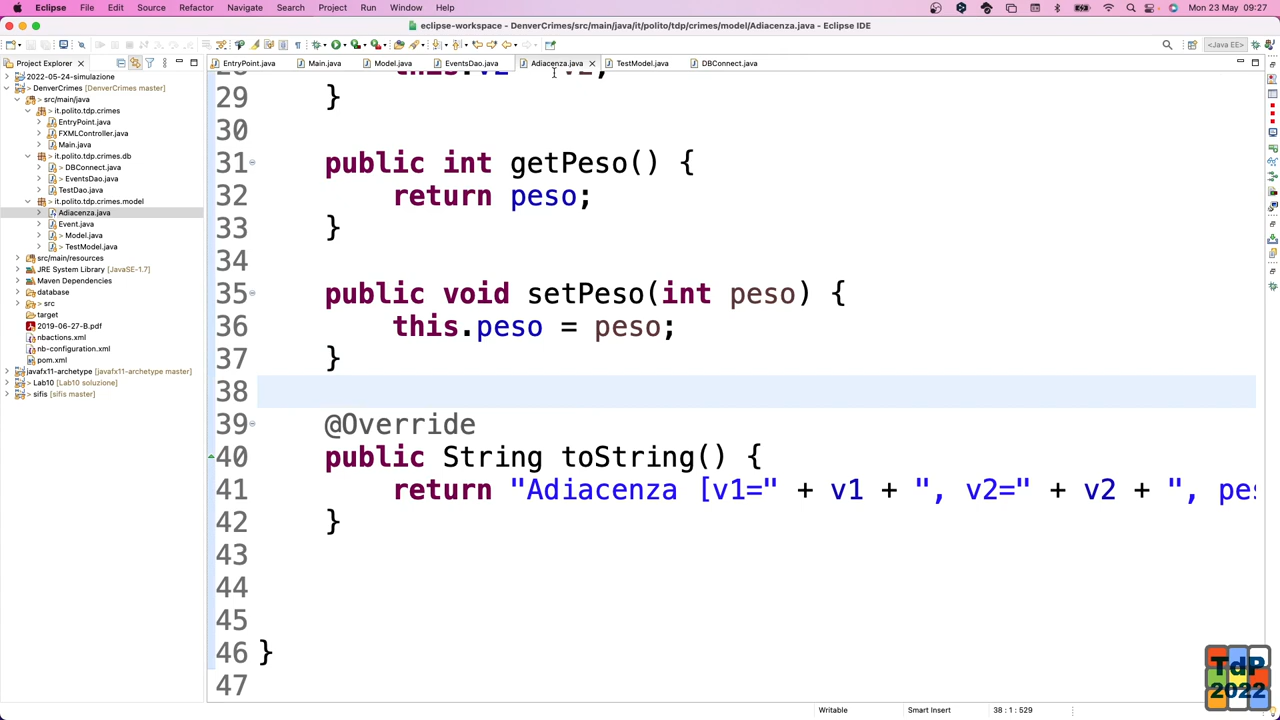 Eclipse File Edit Source Refactor Navigate Search Project Run Window Help
Mon 23 May 09:27
eclipse-workspace - DenverCrimes/src/main/java/it/polito/tdp/crimes/model/Adiacenza.java - Eclipse IDE
<Java EE>
Project Explorer
EntryPoint.java
Main.java
Model.java
EventsDao.java
Adiacenza.java
TestModel.java
DBConnect.java
2022-05-24-simulazione
> DenverCrimes [DenverCrimes master]
> src/main/java
> it.polito.tdp.crimes
> EntryPoint.java
FXMLController.java
> Main.java
> it.polito.tdp.crimes.db
> DBConnect.java
> EventsDao.java
TestDao.java
> it.polito.tdp.crimes.model
Adiacenza.java
Event.java
> Model.java
> TestModel.java
src/main/resources
JRE System Library [JavaSE-1.7]
Maven Dependencies
database
> src
target
2019-06-27-B.pdf
nbactions.xml
nb-configuration.xml
pom.xml
javafx11-archetype [javafx11-archetype master]
> Lab10 [Lab10 soluzione]
> sifis [sifis master]
29 }
30
31 public int getPeso() {
32 return peso;
33 }
34
35 public void setPeso(int peso) {
36 this.peso = peso;
37 }
38
39 @Override
40 public String toString() {
41 return "Adiacenza [v1=" + v1 + ", v2=" + v2 + ", pes
42 }
43
44
45
46 }
47
Writable Smart Insert 38 : 1 : 529
TdP
2022